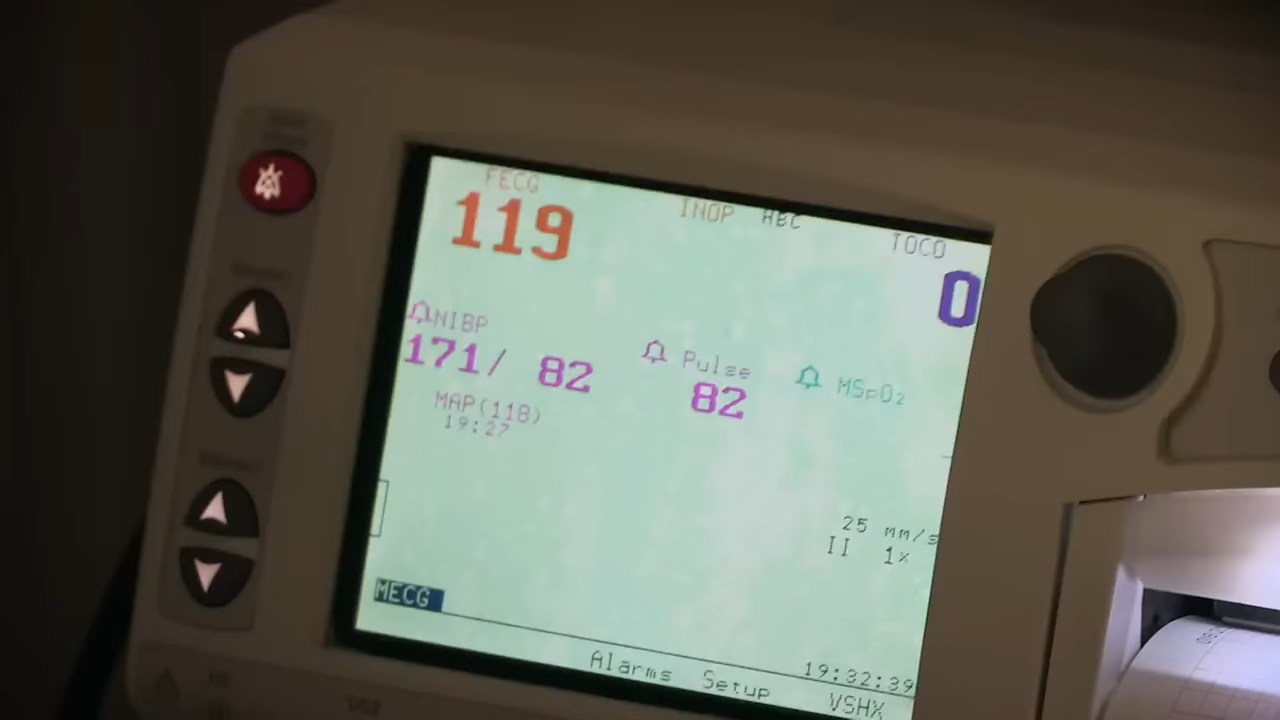 FECG
119
INOP HBC
TOCO
0
NIBP
171/ 82
MAP(118)
19:27
Pulse
82
MSpO₂
25 mm/s
II 1x
MECG
Alarms Setup
19:32:39
VSHX